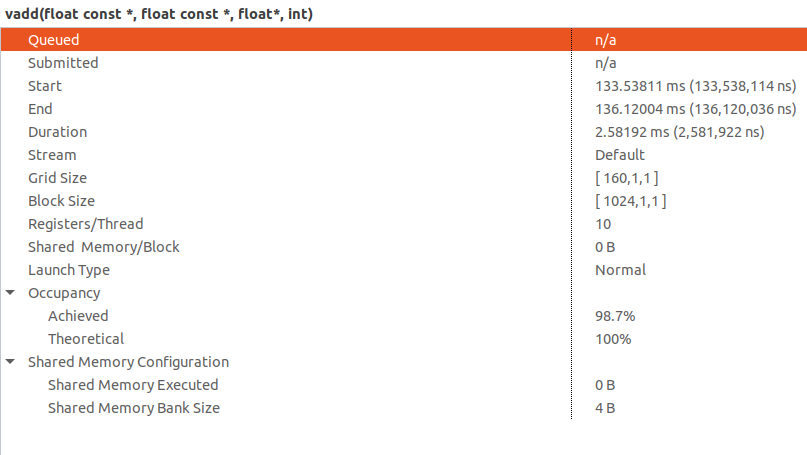 vadd(float const *, float const *, float*, int)
Queued n/a
Submitted n/a
Start 133.53811 ms (133,538,114 ns)
End 136.12004 ms (136,120,036 ns)
Duration 2.58192 ms (2,581,922 ns)
Stream Default
Grid Size [ 160,1,1 ]
Block Size [ 1024,1,1 ]
Registers/Thread 10
Shared Memory/Block 0 B
Launch Type Normal
Occupancy
Achieved 98.7%
Theoretical 100%
Shared Memory Configuration
Shared Memory Executed 0 B
Shared Memory Bank Size 4 B